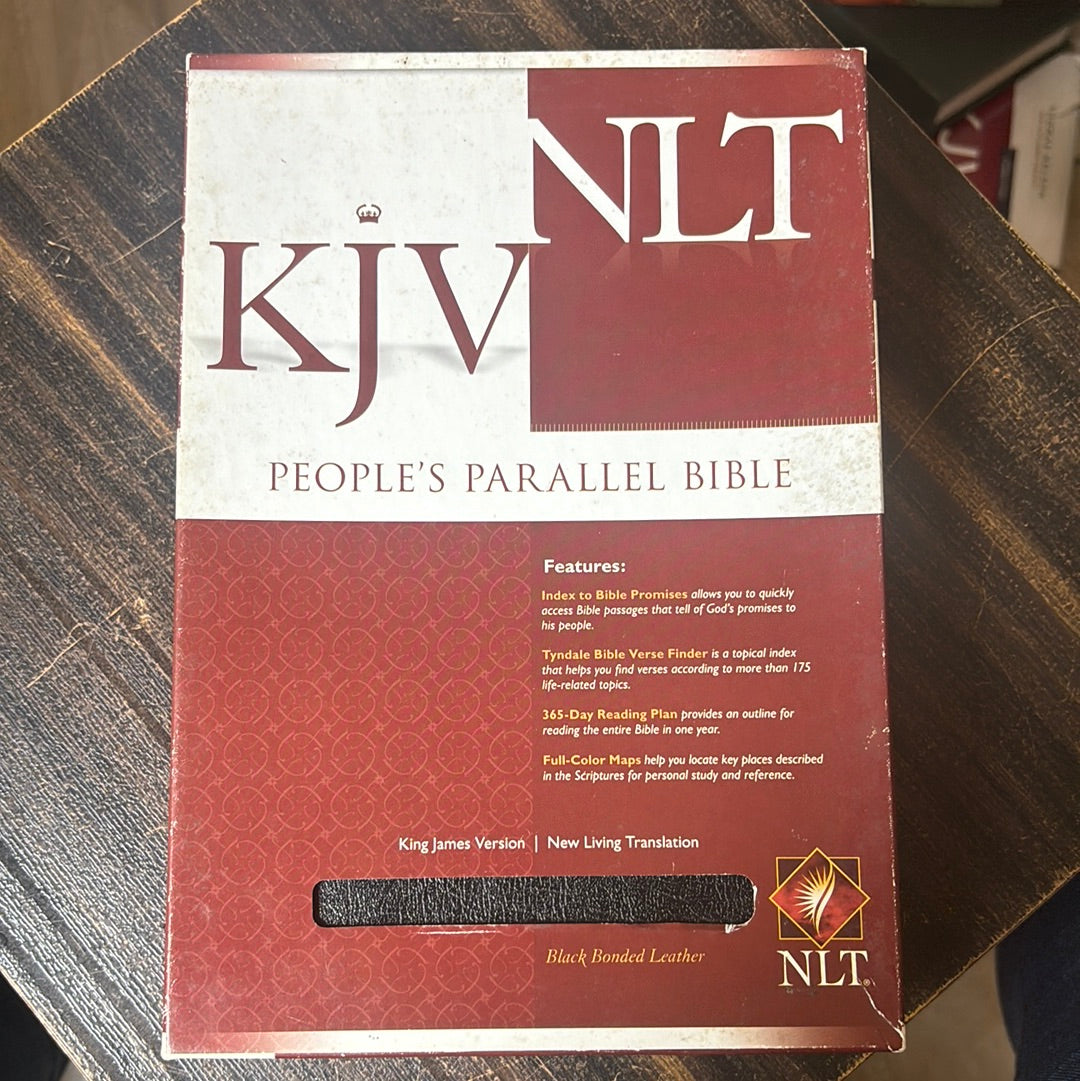 NLT
KJV
PEOPLE'S PARALLEL BIBLE
Features:
Index to Bible Promises allows you to quickly
access Bible passages that tell of God's promises to
his people.
Tyndale Bible Verse Finder is a topical index
that helps you find verses according to more than 175
life-related topics.
365-Day Reading Plan provides an outline for
reading the entire Bible in one year.
Full-Color Maps help you locate key places described
in the Scriptures for personal study and reference.
King James Version | New Living Translation
Black Bonded Leather
NLT®
KJV